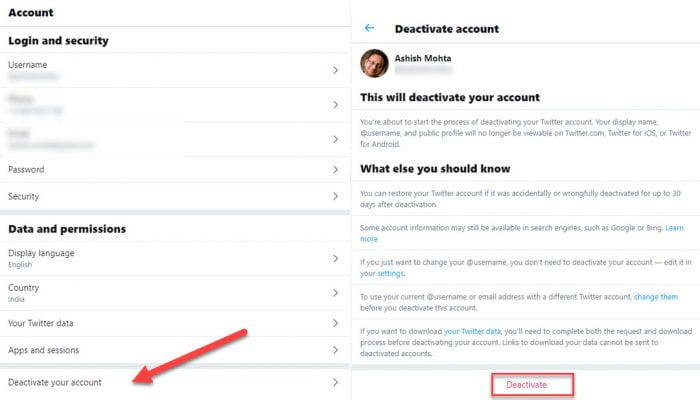 Account
Login and security
Username
Password
Security
Data and permissions
Display language
English
Country
India
Your Twitter data
Apps and sessions
Deactivate your account
Deactivate account
Ashish Mohta
This will deactivate your account
You're about to start the process of deactivating your Twitter account. Your display name,
@username, and public profile will no longer be viewable on Twitter.com, Twitter for iOS, or Twitter
for Android.
What else you should know
You can restore your Twitter account if it was accidentally or wrongfully deactivated for up to 30
days after deactivation.
Some account information may still be available in search engines, such as Google or Bing. Learn
more
If you just want to change your @username, you don't need to deactivate your account — edit it in
your settings.
To use your current @username or email address with a different Twitter account, change them
before you deactivate this account.
If you want to download your Twitter data, you'll need to complete both the request and download
process before deactivating your account. Links to download your data cannot be sent to
deactivated accounts.
Deactivate